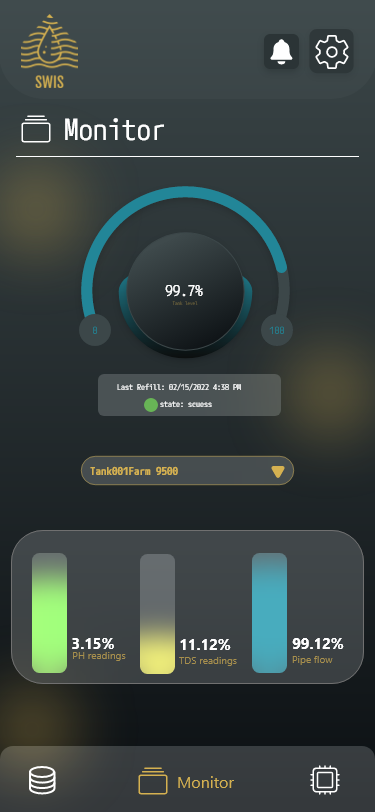 SWIS
Monitor
99.7%
Tank level
0
100
Last Refill: 02/15/2022 4:38 PM
state: scuess
Tank001Farm 9500
3.15%
PH readings
11.12%
TDS readings
99.12%
Pipe flow
Monitor